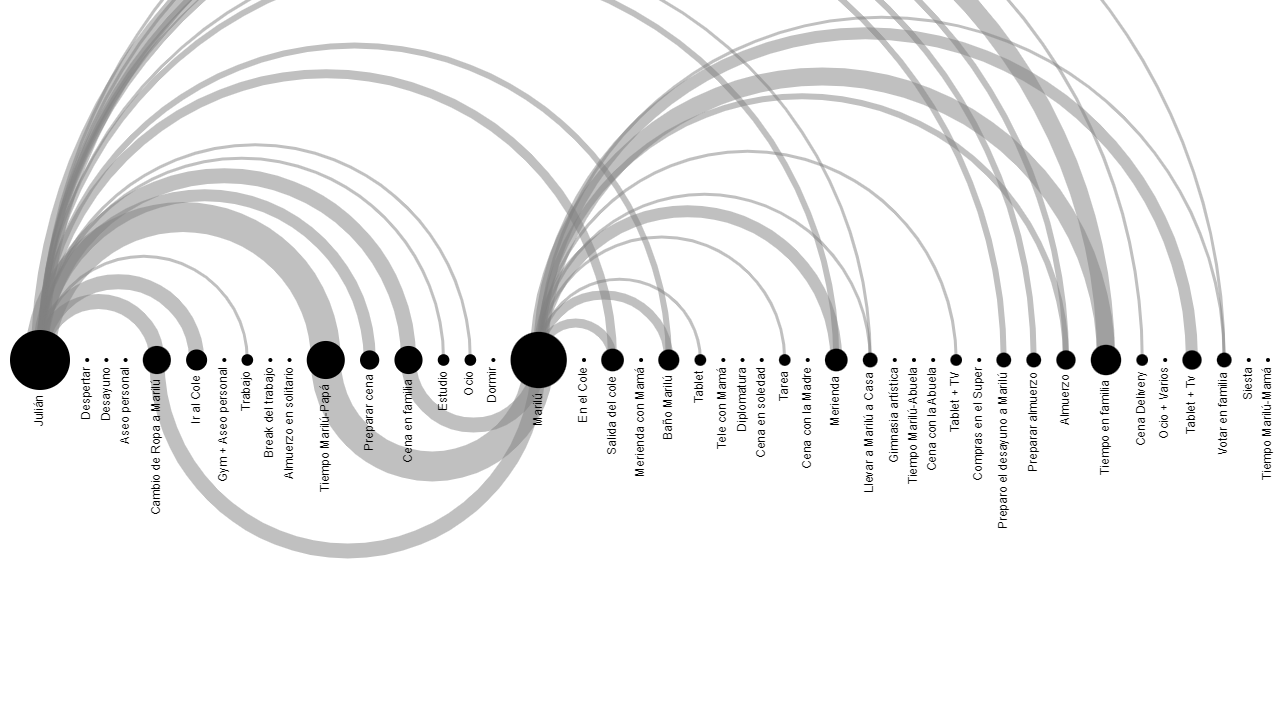 Julián
Despertar
Desayuno
Aseo personal
Cambio de Ropa a Marilú
Ir al Cole
Gym + Aseo personal
Trabajo
Break del trabajo
Almuerzo en solitario
Tiempo Marilú-Papá
Preparar cena
Cena en familia
Estudio
Ocio
Dormir
Marilú
En el Cole
Salida del cole
Merienda con Mamá
Baño Marilú
Tablet
Tele con Mamá
Diplomatura
Cena en soledad
Tarea
Cena con la Madre
Merienda
Llevar a Marilú a Casa
Gimnasia artística
Tiempo Marilú-Abuela
Cena con la Abuela
Tablet + TV
Compras en el Super
Preparo el desayuno a Marilú
Preparar almuerzo
Almuerzo
Tiempo en familia
Cena Delivery
Ocio + Varios
Tablet + Tv
Votar en familia
Siesta
Tiempo Marilú-Mamá